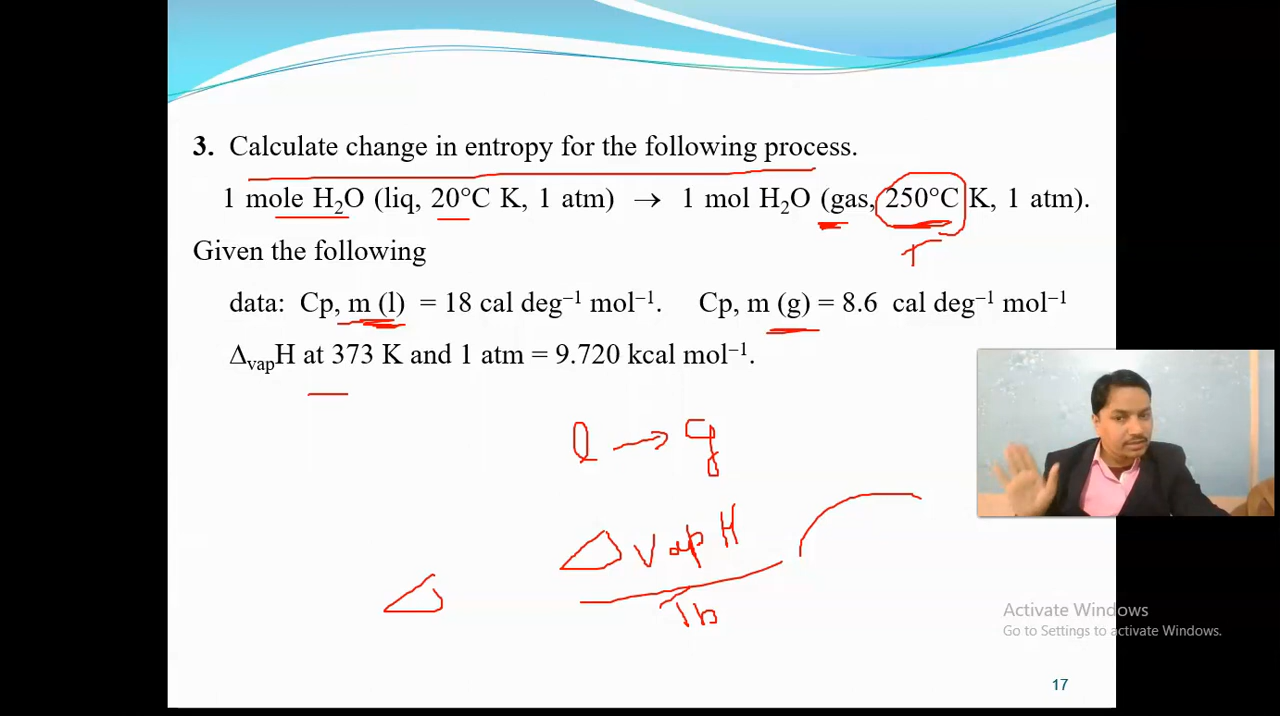 3. Calculate change in entropy for the following process.
1 mole H₂O (liq, 20°C K, 1 atm) → 1 mol H₂O (gas, 250°C K, 1 atm).
T
Given the following
data: Cp, m (l) = 18 cal deg⁻¹ mol⁻¹. Cp, m (g) = 8.6 cal deg⁻¹ mol⁻¹
ΔvapH at 373 K and 1 atm = 9.720 kcal mol⁻¹.
l → g
Δ Vap H
Δ
Tb
Activate Windows
Go to Settings to activate Windows.
17